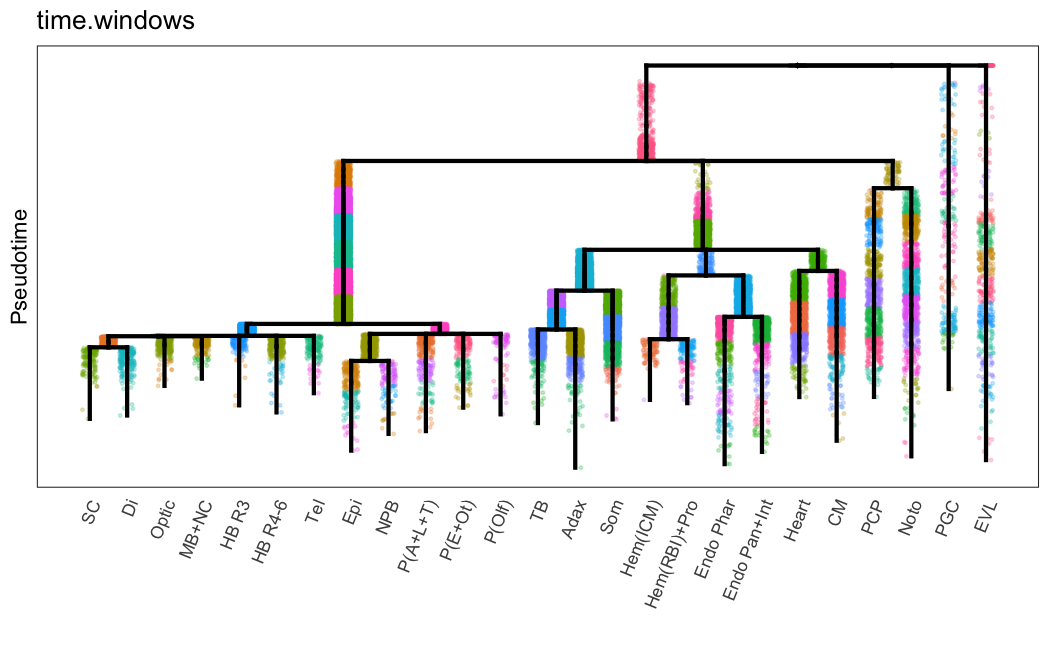 time.windows
Pseudotime
SC
Di
Optic
MB+NC
HB R3
HB R4-6
Tel
Epi
NPB
P(A+L+T)
P(E+Ot)
P(Olf)
TB
Adax
Som
Hem(ICM)
Hem(RBI)+Pro
Endo Phar
Endo Pan+Int
Heart
CM
PCP
Noto
PGC
EVL